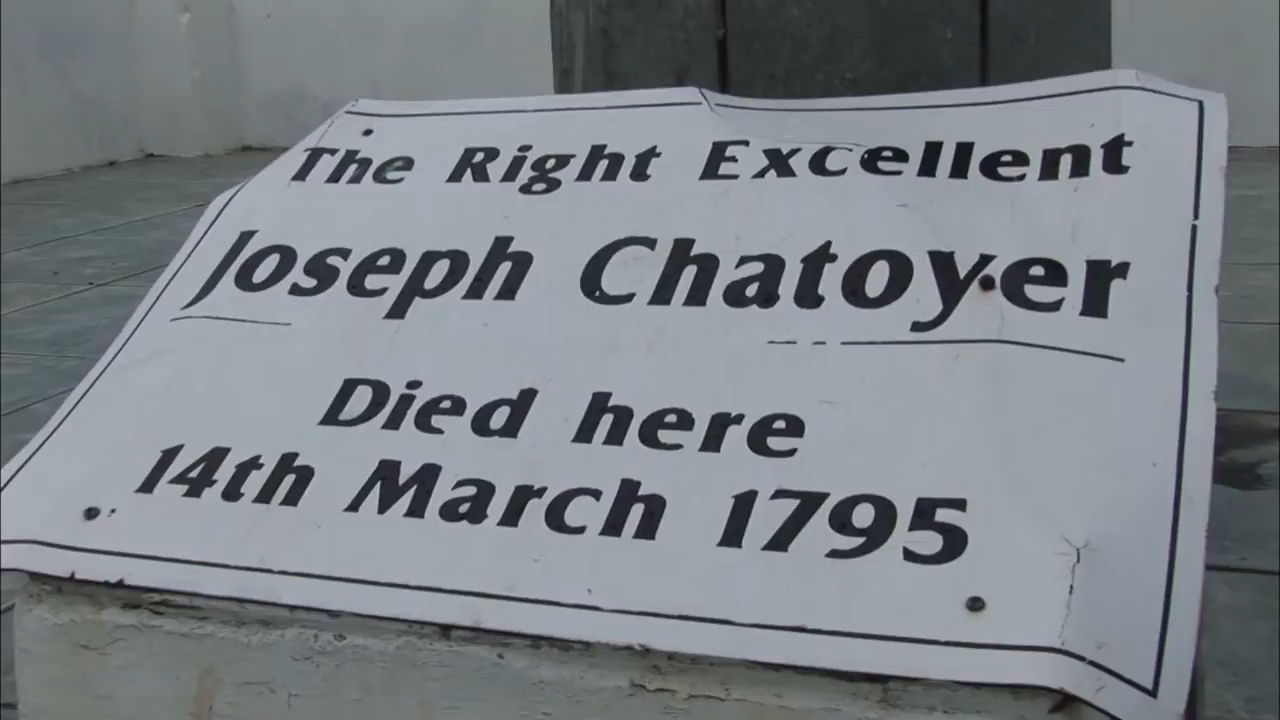 The Right Excellent
Joseph Chatoyer
Died here
14th March 1795